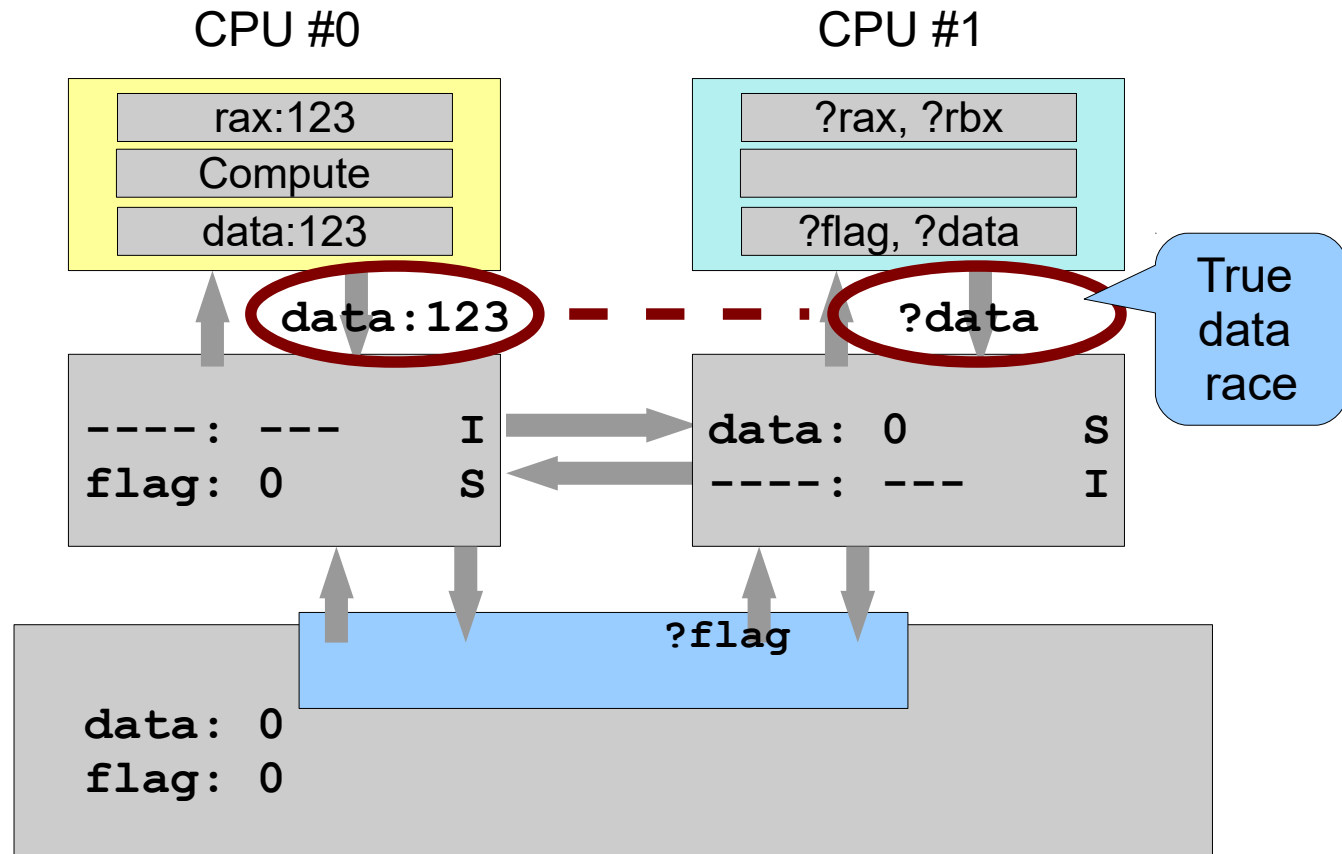 CPU #0
CPU #1
rax:123
Compute
data:123
?rax, ?rbx
?flag, ?data
True
data
race
data:123
?data
----: --- I
flag: 0 S
data: 0 S
----: --- I
?flag
data: 0
flag: 0